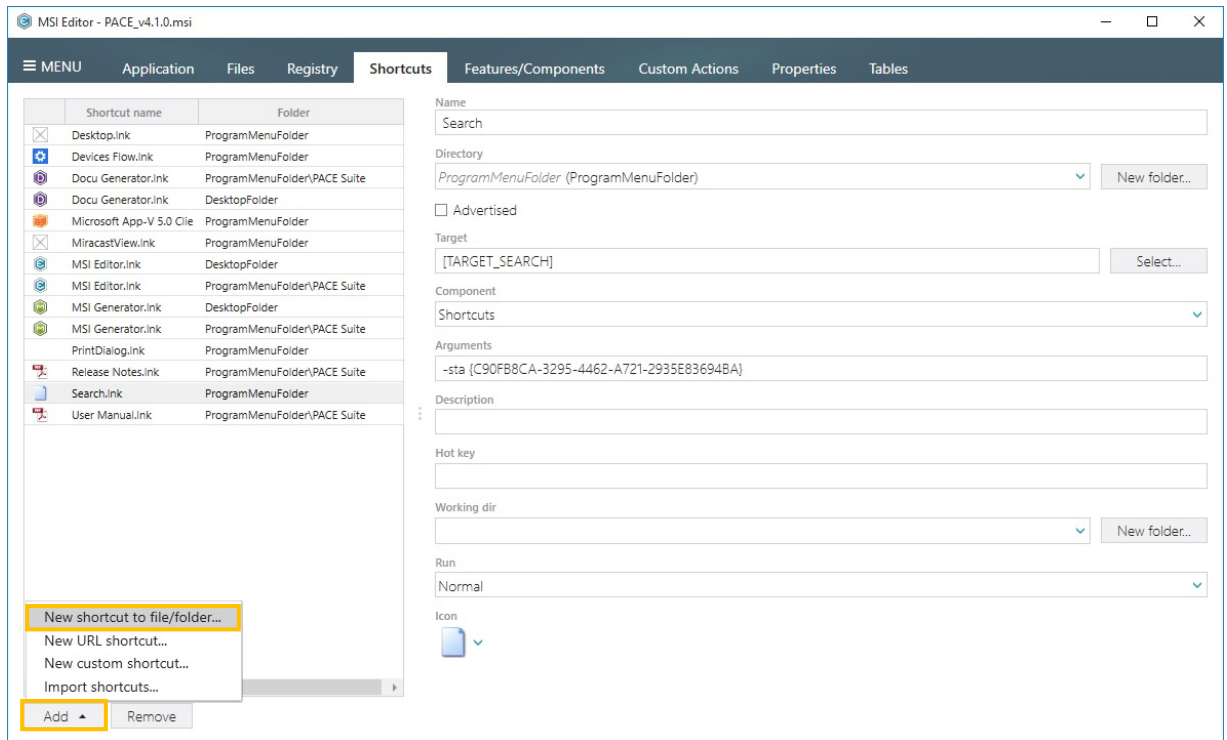 MSI Editor - PACE_v4.1.0.msi
MENU Application Files Registry Shortcuts Features/Components Custom Actions Properties Tables
Shortcut name Folder
Desktop.lnk ProgramMenuFolder
Devices Flow.lnk ProgramMenuFolder
Docu Generator.lnk ProgramMenuFolder\PACE Suite
Docu Generator.lnk DesktopFolder
Microsoft App-V 5.0 Clie ProgramMenuFolder
MiracastView.lnk ProgramMenuFolder
MSI Editor.lnk DesktopFolder
MSI Editor.lnk ProgramMenuFolder\PACE Suite
MSI Generator.lnk DesktopFolder
MSI Generator.lnk ProgramMenuFolder\PACE Suite
PrintDialog.lnk ProgramMenuFolder
Release Notes.lnk ProgramMenuFolder\PACE Suite
Search.lnk ProgramMenuFolder
User Manual.lnk ProgramMenuFolder\PACE Suite
New shortcut to file/folder...
New URL shortcut...
New custom shortcut...
Import shortcuts...
Add Remove
Name
Search
Directory
ProgramMenuFolder (ProgramMenuFolder) New folder...
Advertised
Target
[TARGET_SEARCH] Select...
Component
Shortcuts
Arguments
-sta {C90FB8CA-3295-4462-A721-2935E83694BA}
Description
Hot key
Working dir
New folder...
Run
Normal
Icon